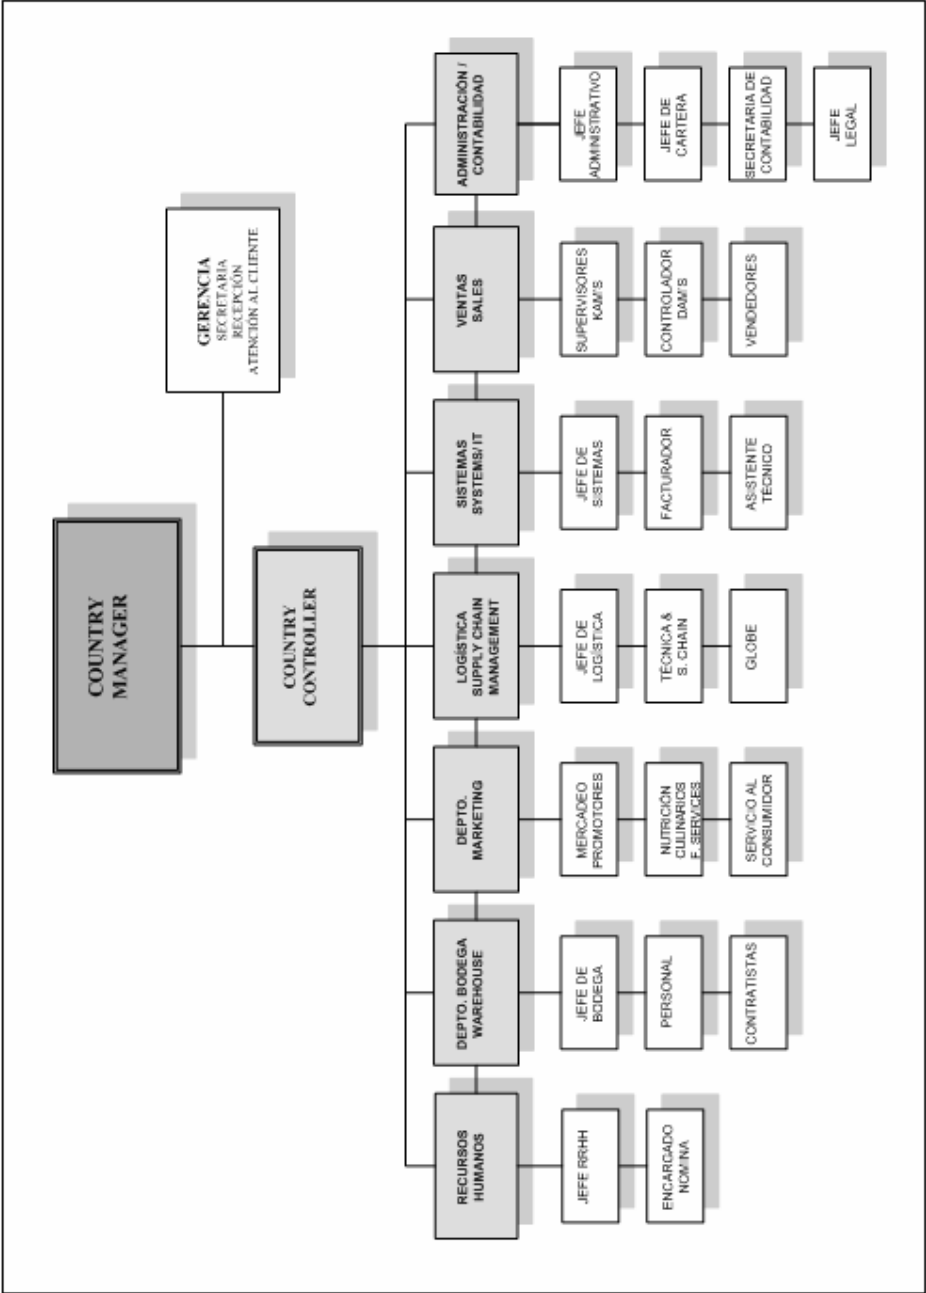 COUNTRY
MANAGER
GERENCIA
SECRETARIA
RECEPCIÓN
ATENCIÓN AL CLIENTE
COUNTRY
CONTROLLER
RECURSOS
HUMANOS
JEFE RRHH
ENCARGADO
NOMINA
DEPTO. BODEGA
WAREHOUSE
JEFE DE
BODEGA
PERSONAL
CONTRATISTAS
DEPTO.
MARKETING
MERCADEO
PROMOTORES
NUTRICIÓN
CULINARIOS
F. SERVICES
SERVICIO AL
CONSUMIDOR
LOGÍSTICA
SUPPLY CHAIN
MANAGEMENT
JEFE DE
LOGÍSTICA
TÉCNICA &
S. CHAIN
GLOBE
SISTEMAS
SYSTEMS/ IT
JEFE DE
SISTEMAS
FACTURADOR
ASISTENTE
TÉCNICO
VENTAS
SALES
SUPERVISORES
KAM'S
CONTROLADOR
DAM'S
VENDEDORES
ADMINISTRACIÓN /
CONTABILIDAD
JEFE
ADMINISTRATIVO
JEFE DE
CARTERA
SECRETARIA DE
CONTABILIDAD
JEFE
LEGAL